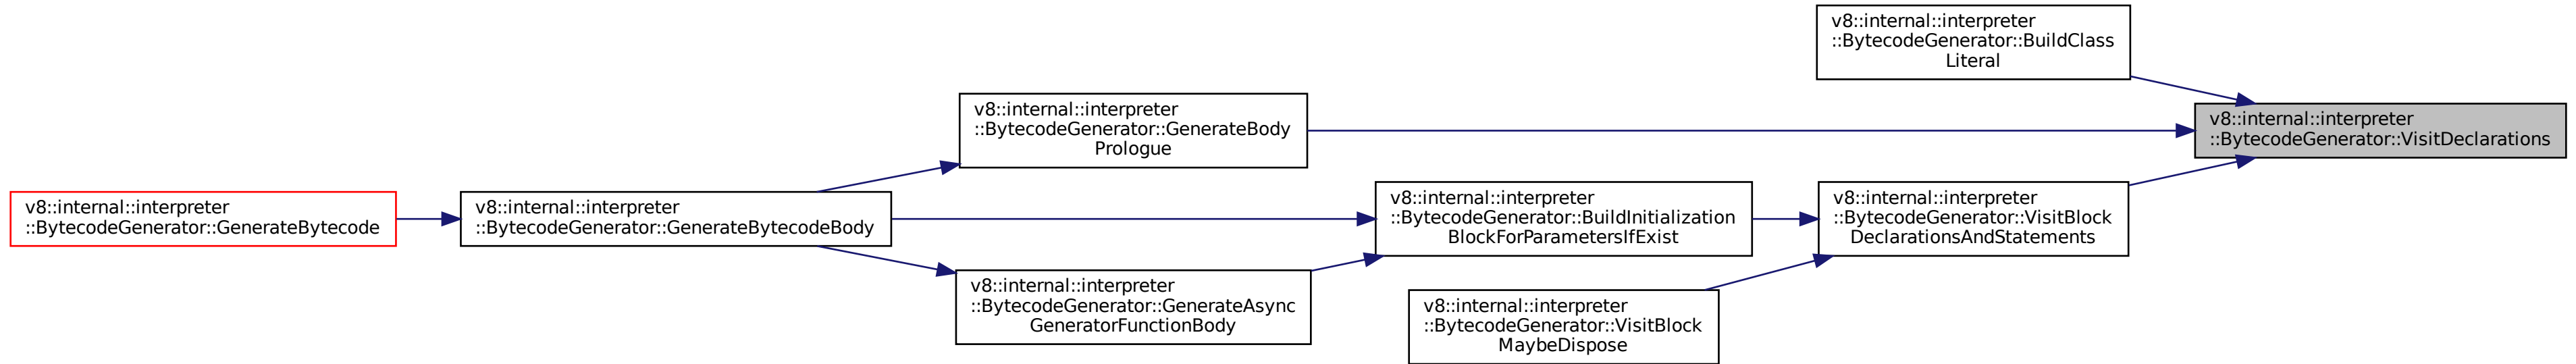 v8::internal::interpreter
::BytecodeGenerator::BuildClass
Literal
v8::internal::interpreter
::BytecodeGenerator::GenerateBody
Prologue
v8::internal::interpreter
::BytecodeGenerator::VisitDeclarations
v8::internal::interpreter
::BytecodeGenerator::GenerateBytecode
v8::internal::interpreter
::BytecodeGenerator::GenerateBytecodeBody
v8::internal::interpreter
::BytecodeGenerator::BuildInitialization
BlockForParametersIfExist
v8::internal::interpreter
::BytecodeGenerator::VisitBlock
DeclarationsAndStatements
v8::internal::interpreter
::BytecodeGenerator::GenerateAsync
GeneratorFunctionBody
v8::internal::interpreter
::BytecodeGenerator::VisitBlock
MaybeDispose